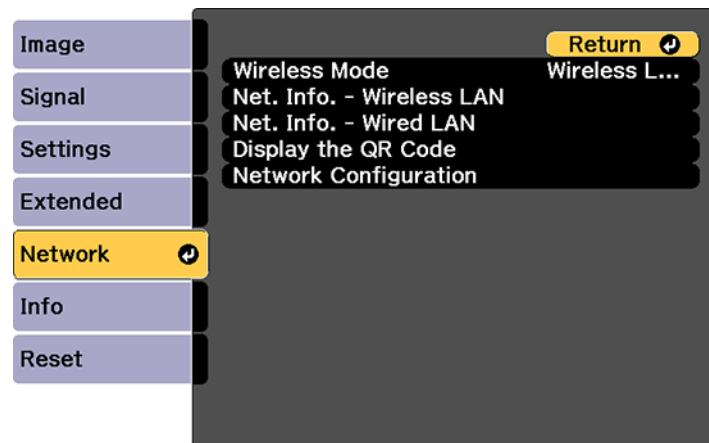 Image
Signal
Settings
Extended
Network
Info
Reset
Return
Wireless Mode Wireless L...
Net. Info. - Wireless LAN
Net. Info. - Wired LAN
Display the QR Code
Network Configuration